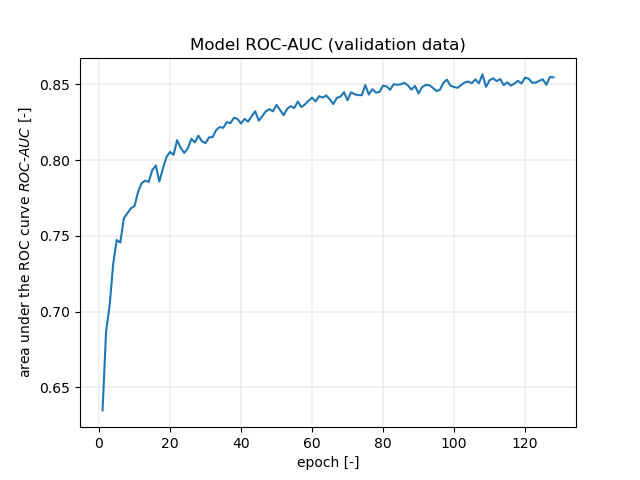 Model ROC-AUC (validation data)
area under the ROC curve ROC-AUC [-]
0.85
0.80
0.75
0.70
0.65
0 20 40 60 80 100 120
epoch [-]